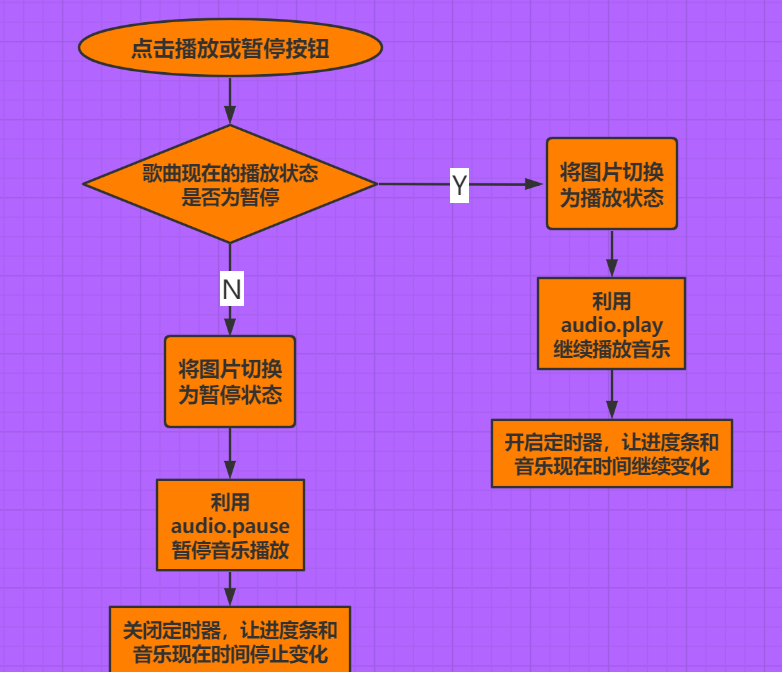 点击播放或暂停按钮
歌曲现在的播放状态
是否为暂停
Y
将图片切换
为播放状态
利用
audio.play
继续播放音乐
开启定时器，让进度条和
音乐现在时间继续变化
N
将图片切换
为暂停状态
利用
audio.pause
暂停音乐播放
关闭定时器，让进度条和
音乐现在时间停止变化